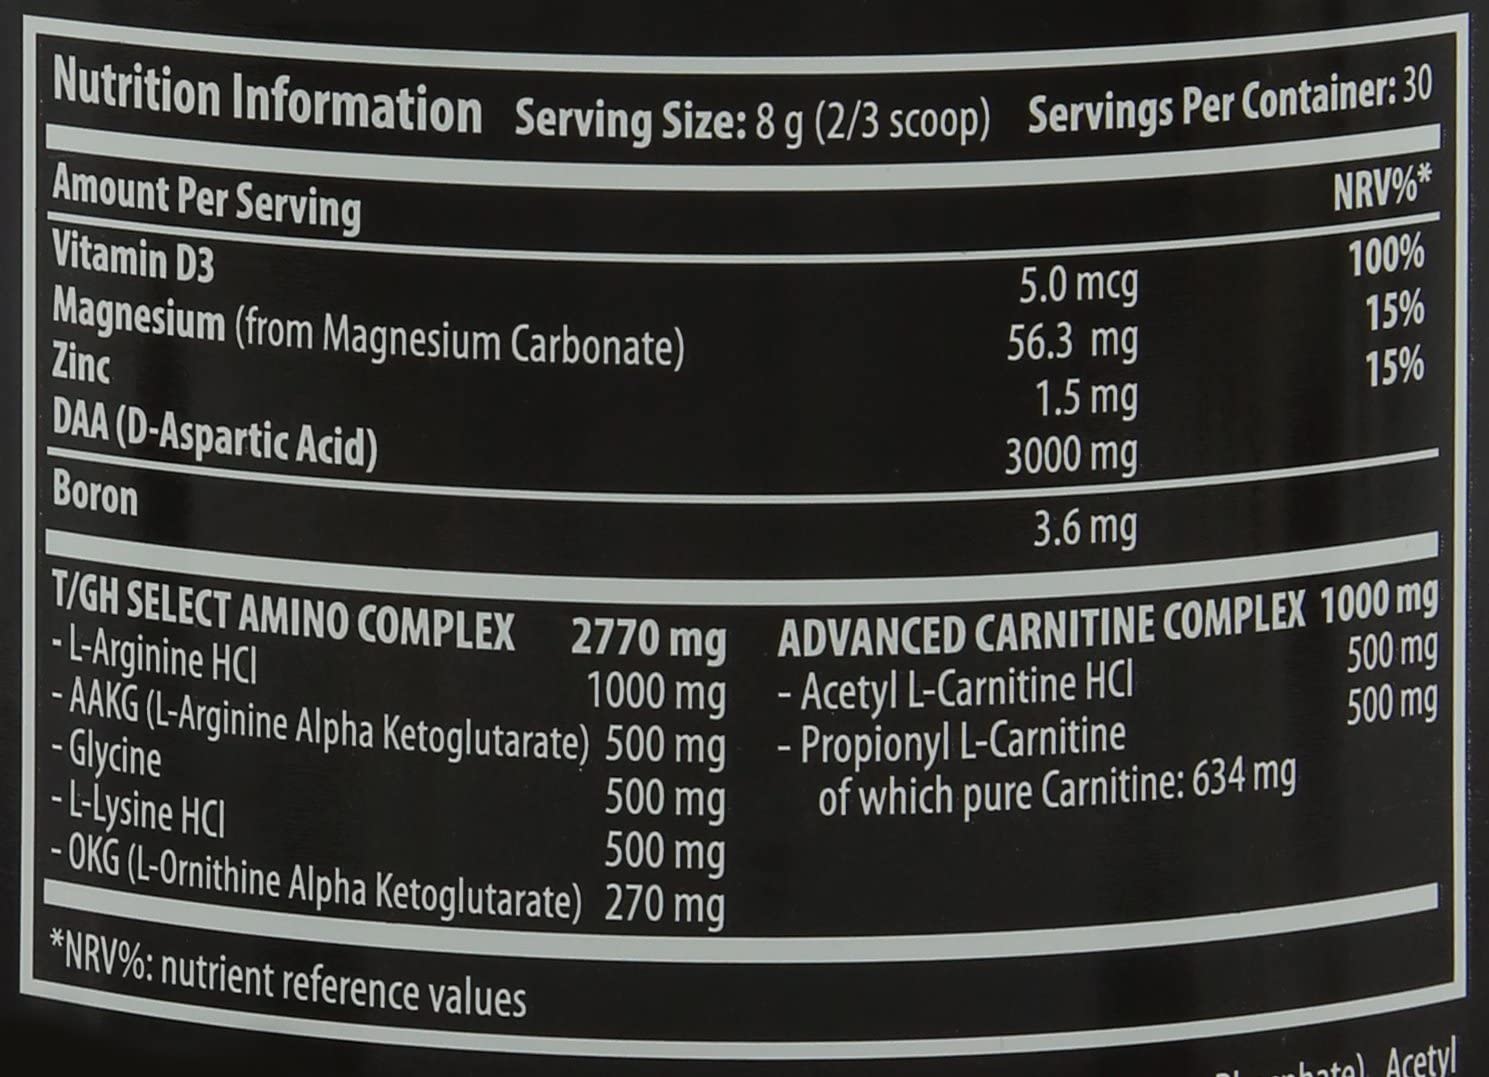 Nutrition Information Serving Size: 8 g (2/3 scoop) Servings Per Container: 30
Amount Per Serving NRV%*
Vitamin D3 5.0 mcg 100%
Magnesium (from Magnesium Carbonate) 56.3 mg 15%
Zinc 1.5 mg 15%
DAA (D-Aspartic Acid) 3000 mg
Boron 3.6 mg
T/GH SELECT AMINO COMPLEX 2770 mg
- L-Arginine HCl 1000 mg
- AAKG (L-Arginine Alpha Ketoglutarate) 500 mg
- Glycine 500 mg
- L-Lysine HCl 500 mg
- OKG (L-Ornithine Alpha Ketoglutarate) 270 mg
ADVANCED CARNITINE COMPLEX 1000 mg
- Acetyl L-Carnitine HCl 500 mg
- Propionyl L-Carnitine 500 mg
of which pure Carnitine: 634 mg
*NRV%: nutrient reference values
Acetyl